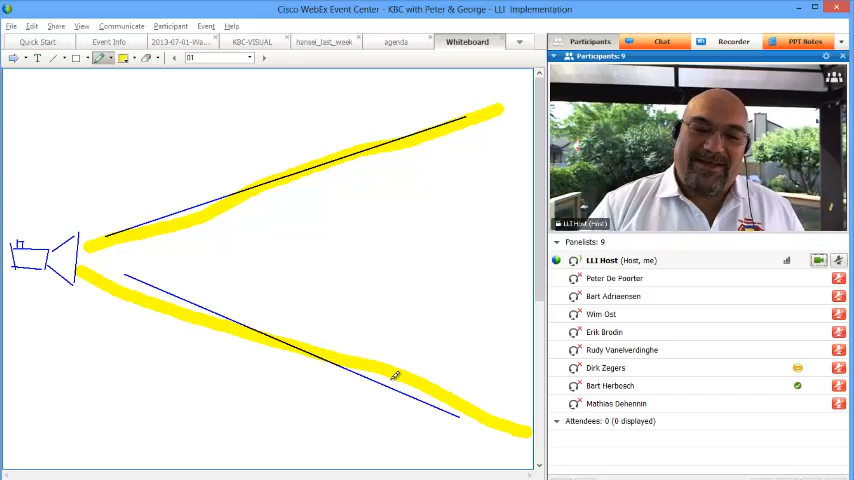 Cisco WebEx Event Center - KBC with Peter & George - LLI Implementation
File Edit Share View Communicate Participant Event Help
Quick Start Event Info 2013-07-01-Wa... KBC-VISUAL hansei_last_week agenda Whiteboard
Participants Chat Recorder PPT Notes
T 01
Participants: 9
LLI Host (Host)
Panelists: 9
LLI Host (Host, me)
Peter De Poorter
Bart Adriaensen
Wim Ost
Erik Brodin
Rudy Vanelverdinghe
Dirk Zegers
Bart Herbosch
Mathias Dehennin
Attendees: 0 (0 displayed)